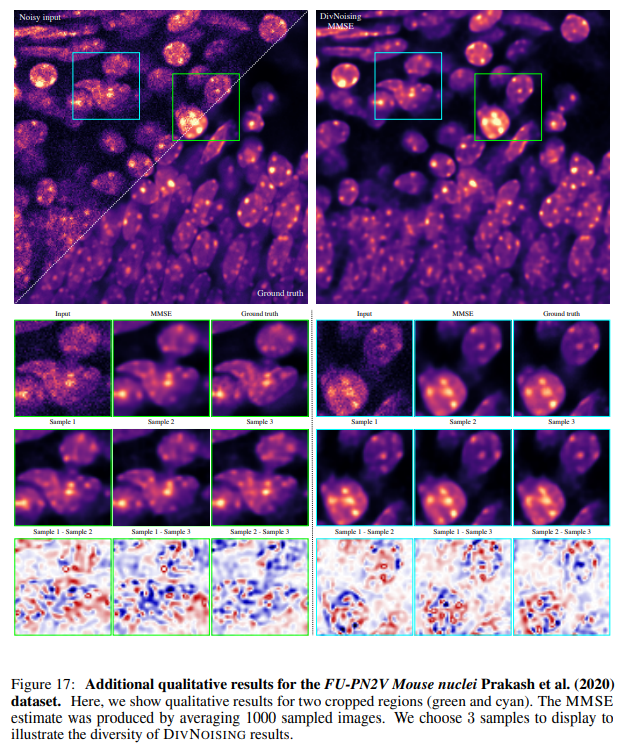 Noisy input
DivNoising
MMSE
Ground truth
Input MMSE Ground truth Input MMSE Ground truth
Sample 1 Sample 2 Sample 3 Sample 1 Sample 2 Sample 3
Sample 1 - Sample 2 Sample 1 - Sample 3 Sample 2 - Sample 3 Sample 1 - Sample 2 Sample 1 - Sample 3 Sample 2 - Sample 3
Figure 17: Additional qualitative results for the FU-PN2V Mouse nuclei Prakash et al. (2020)
dataset. Here, we show qualitative results for two cropped regions (green and cyan). The MMSE
estimate was produced by averaging 1000 sampled images. We choose 3 samples to display to
illustrate the diversity of DIVNOISING results.